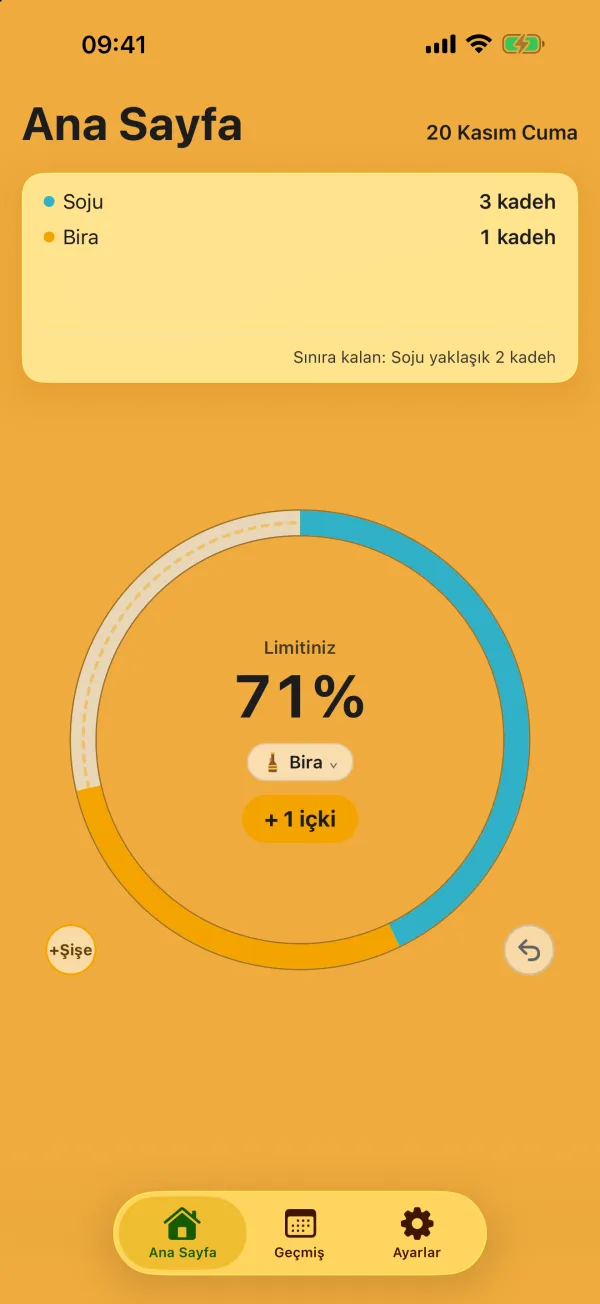 09:41
Ana Sayfa
20 Kasım Cuma
Soju 3 kadeh
Bira 1 kadeh
Sınıra kalan: Soju yaklaşık 2 kadeh
Limitiniz
71%
Bira
+ 1 içki
+Şişe
Ana Sayfa Geçmiş Ayarlar